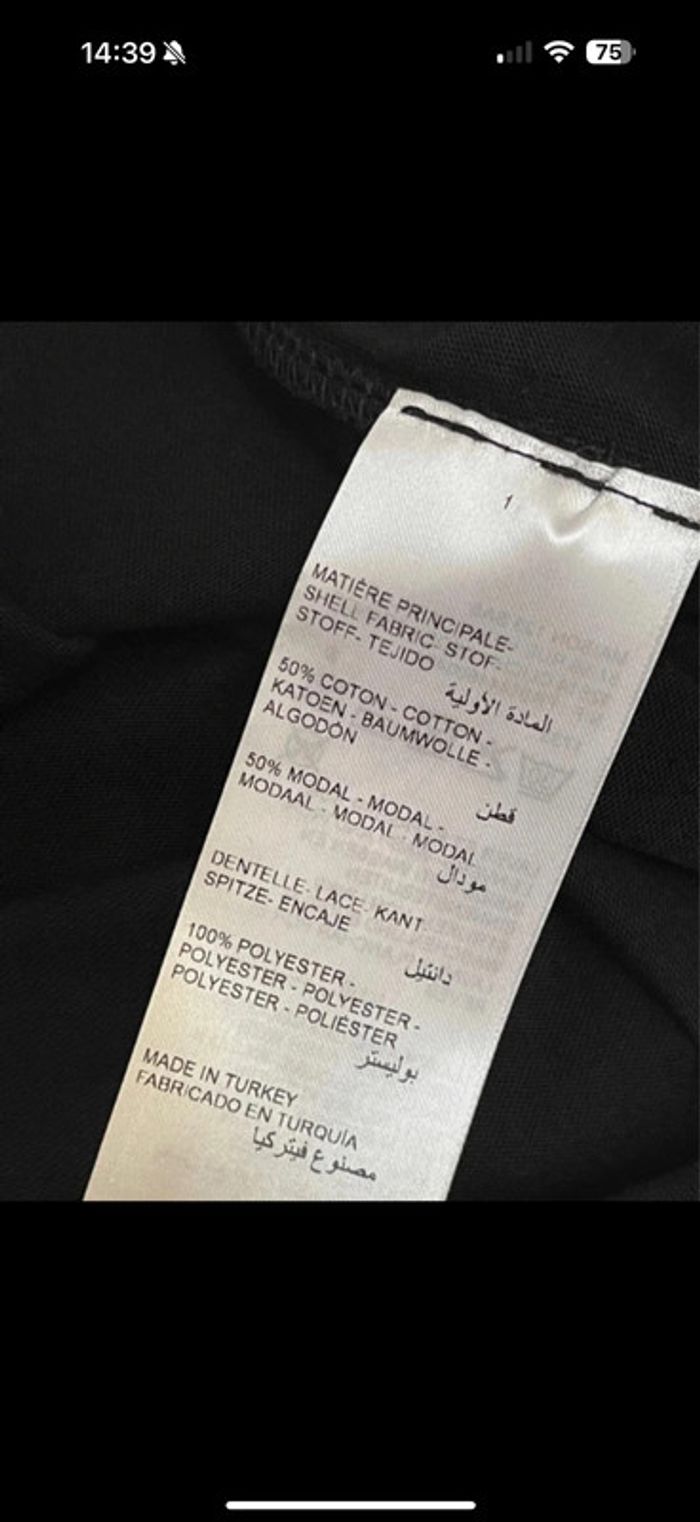 14:39
75
1
MATIÈRE PRINCIPALE-
SHELL FABRIC- STOF-
STOFF- TEJIDO
المادة الأولية
50% COTON - COTTON -
KATOEN - BAUMWOLLE -
ALGODÓN
قطن
50% MODAL - MODAL -
MODAAL - MODAL - MODAL
مودال
DENTELLE- LACE- KANT
SPITZE- ENCAJE
دانتيل
100% POLYESTER -
POLYESTER - POLYESTER -
POLYESTER - POLIÉSTER
بوليستر
MADE IN TURKEY
FABRICADO EN TURQUÍA
مصنوع فيتركيا